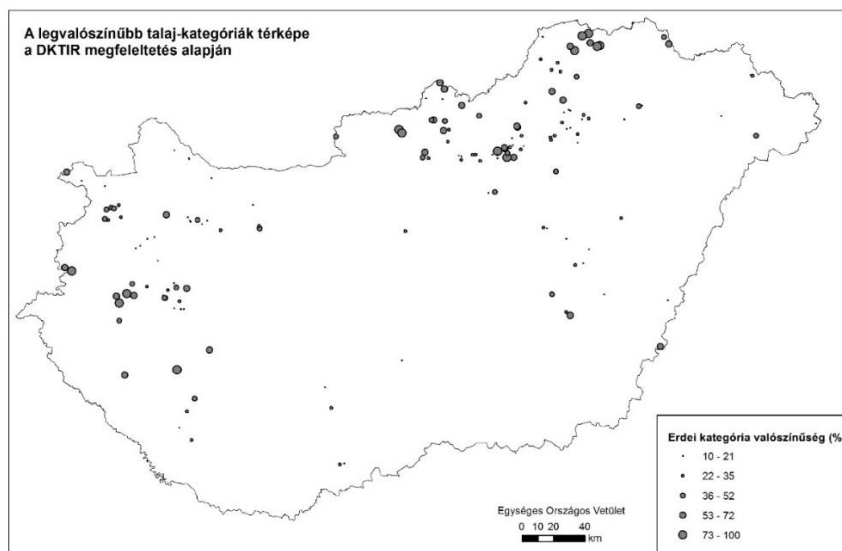 A legvalószínűbb talaj-kategóriák térképe
a DKTIR megfeleltetés alapján
Erdei kategória valószínűség (%
10 - 21
22 - 35
36 - 52
53 - 72
73 - 100
Egységes Országos Vetület
0 10 20 40
km